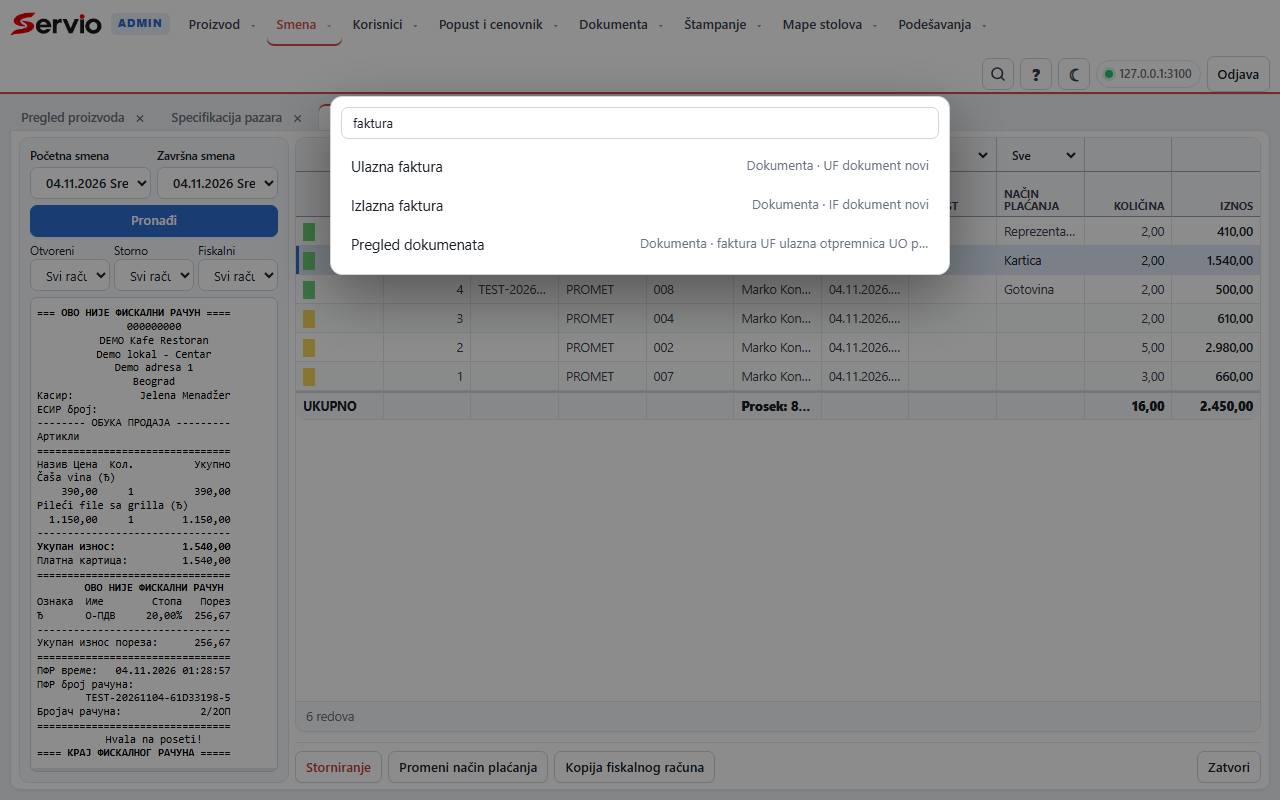 Servio ADMIN Proizvod Smena Korisnici Popust i cenovnik Dokumenta Štampanje Mape stolova Podešavanja
? 127.0.0.1:3100 Odjava
Pregled proizvoda × Specifikacija pazara ×
faktura
Ulazna faktura Dokumenta · UF dokument novi
Izlazna faktura Dokumenta · IF dokument novi
Pregled dokumenata Dokumenta · faktura UF ulazna otpremnica UO p...
Početna smena Završna smena
04.11.2026 Sre 04.11.2026 Sre
Pronađi
Otvoreni Storno Fiskalni
Svi raču Svi raču Svi raču
=== ОВО НИЈЕ ФИСКАЛНИ РАЧУН ====
000000000
DEMO Kafe Restoran
Demo lokal - Centar
Demo adresa 1
Beograd
Касир: Jelena Menadžer
ЕСИР број:
-------- ОБУКА ПРОДАЈА ---------
Артикли
================================
Назив Цена Кол. Укупно
Čaša vina (Ђ)
390,00 1 390,00
Pileći file sa grilla (Ђ)
1.150,00 1 1.150,00
--------------------------------
Укупан износ: 1.540,00
Платна картица: 1.540,00
================================
ОВО НИЈЕ ФИСКАЛНИ РАЧУН
Ознака Име Стопа Порез
Ђ О-ПДВ 20,00% 256,67
--------------------------------
Укупан износ пореза: 256,67
================================
ПФР време: 04.11.2026 01:28:57
ПФР број рачуна:
TEST-20261104-61D33198-5
Бројач рачуна: 2/2ОП
================================
Hvala na poseti!
==== КРАЈ ФИСКАЛНОГ РАЧУНА =====
Sve
NAČIN PLAĆANJA KOLIČINA IZNOS
Reprezenta... 2,00 410,00
Kartica 2,00 1.540,00
4 TEST-2026... PROMET 008 Marko Kon... 04.11.2026.... Gotovina 2,00 500,00
3 PROMET 004 Marko Kon... 04.11.2026.... 2,00 610,00
2 PROMET 002 Marko Kon... 04.11.2026.... 5,00 2.980,00
1 PROMET 007 Marko Kon... 04.11.2026.... 3,00 660,00
UKUPNO Prosek: 8... 16,00 2.450,00
6 redova
Storniranje Promeni način plaćanja Kopija fiskalnog računa Zatvori